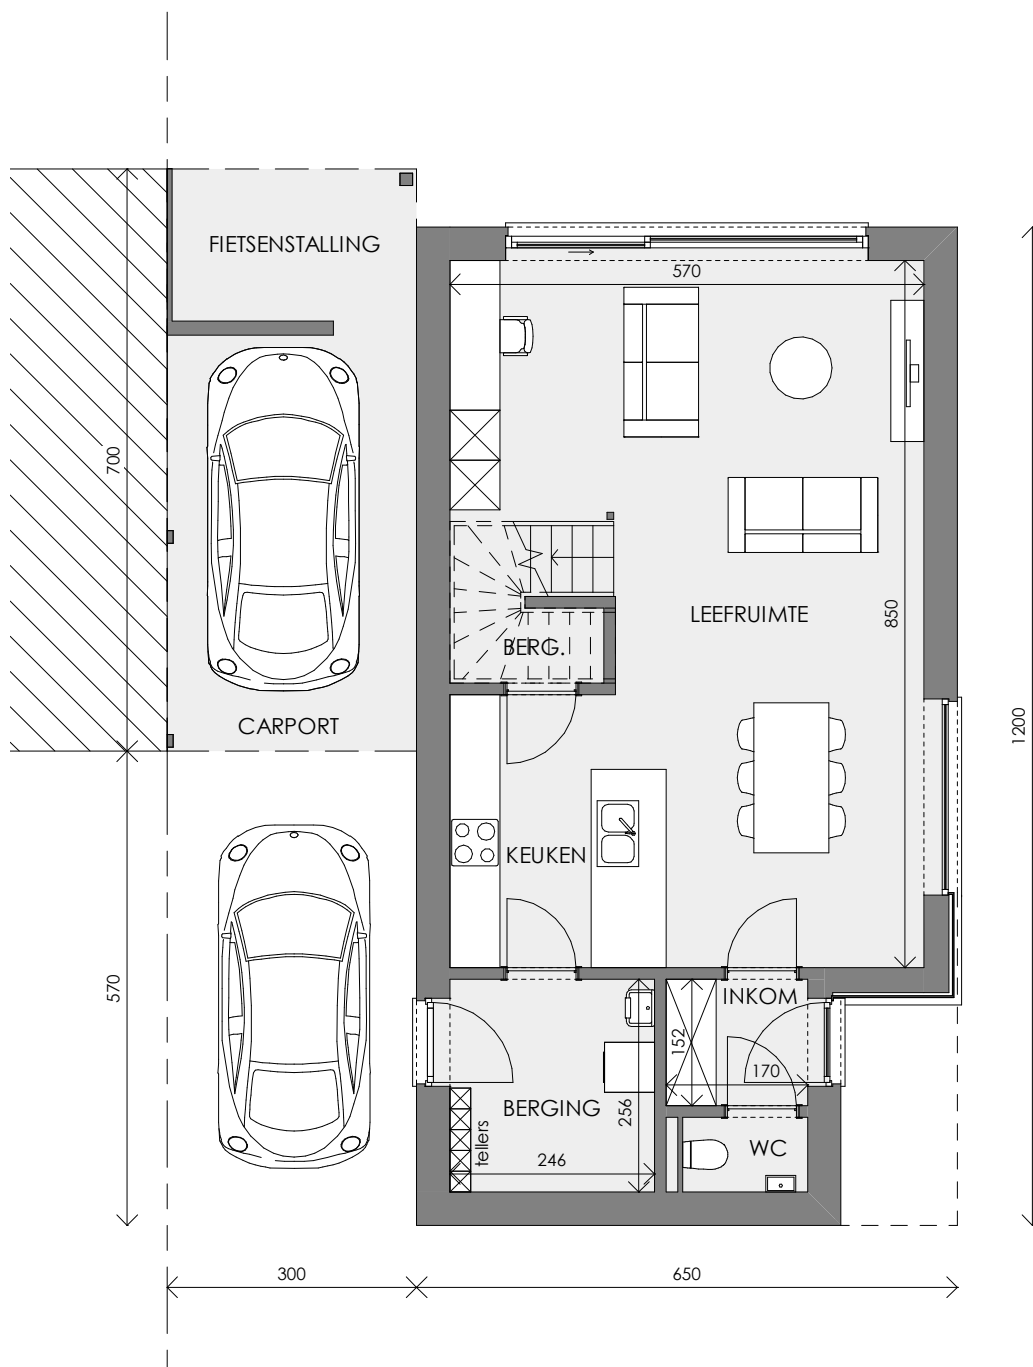 FIETSENSTALLING
570
700
LEEFRUIMTE
850
BERG.
CARPORT
1200
KEUKEN
570
INKOM
152
170
BERGING
256
tellers
WC
246
300
650